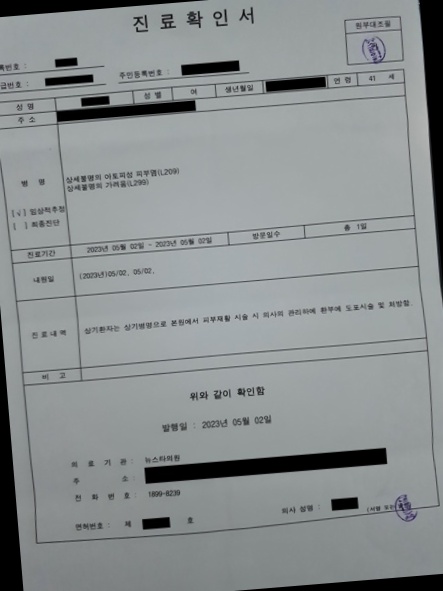 진료확인서
원부대조필
록번호 :
급번호 :
주민등록번호 :
성 명
성 별
여
생년월일
연 령
41 세
주 소
병 명
[√] 임상적추정
[ ] 최종진단
상세불명의 아토피성 피부염(L209)
상세불명의 가려움(L299)
진료기간
2023년 05월 02일 - 2023년 05월 02일
방문일수
총 1일
내원일
(2023년)05/02, 05/02,
진 료 내 역
상기환자는 상기병명으로 본원에서 피부재활 시술 시 의사의 관리하에 환부에 도포시술 및 처방함.
비 고
위와 같이 확인함
발행일 : 2023년 05월 02일
의 료 기 관 : 뉴스타의원
주 소 :
전 화 번 호 : 1899-8239
면허번호 : 제 호
의사 성명 :
(서명 또는